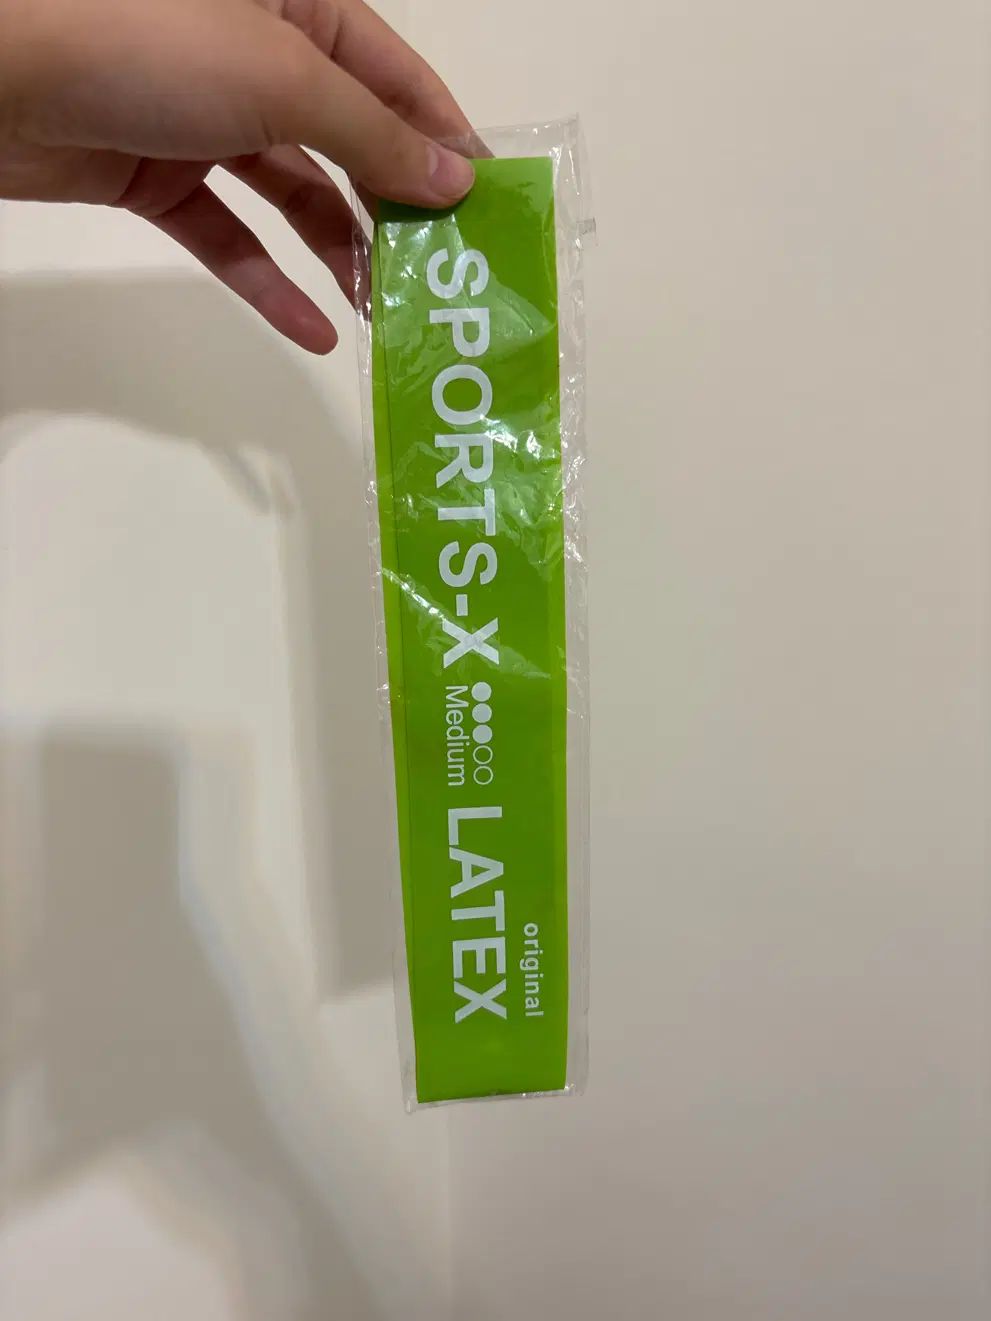 SPORTS-X
Medium
original
LATEX